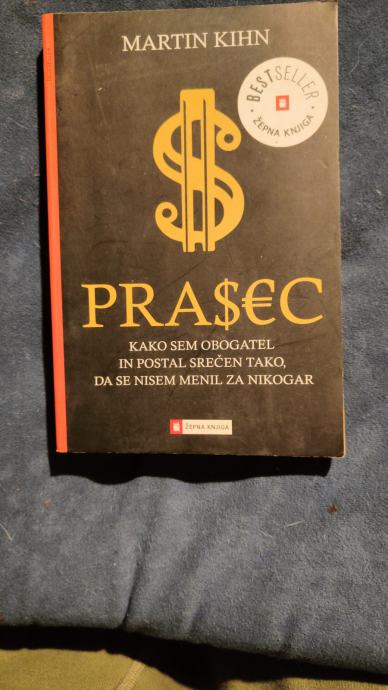 MARTIN KIHN
BESTSELLER
ŽEPNA KNJIGA
$
PRA$€C
KAKO SEM OBOGATEL
IN POSTAL SREČEN TAKO,
DA SE NISEM MENIL ZA NIKOGAR
ŽEPNA KNJIGA